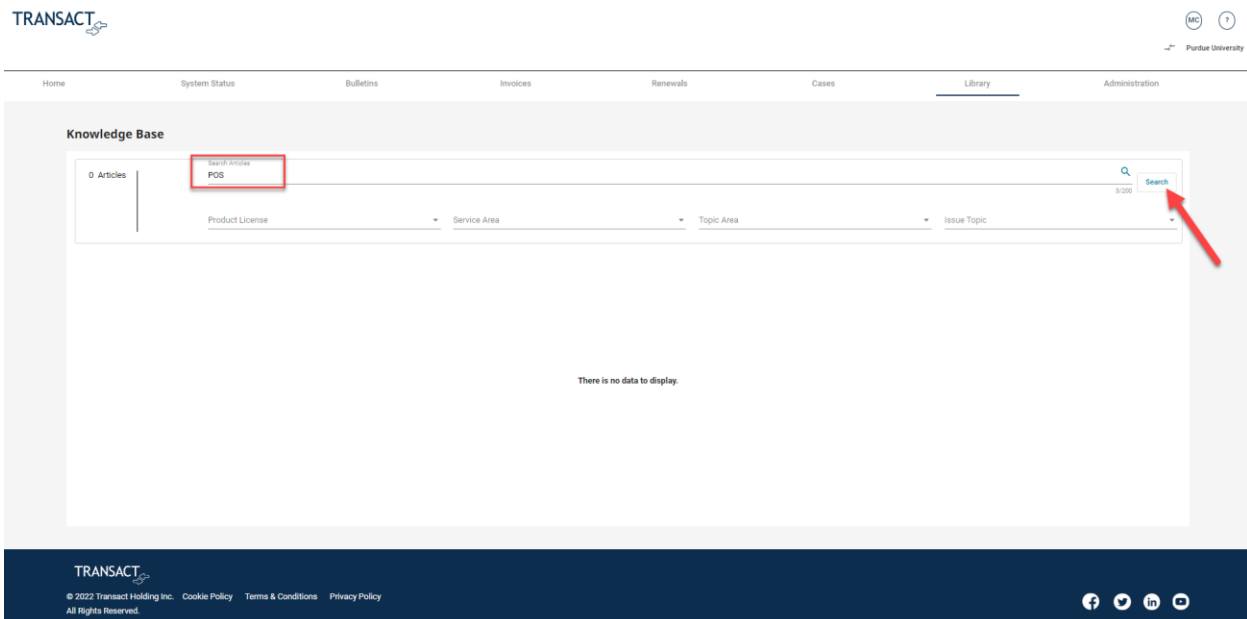 TRANSACT
MC ?
Purdue University
Home System Status Bulletins Invoices Renewals Cases Library Administration
Knowledge Base
0 Articles
Search Articles
POS
3/200
Search
Product License Service Area Topic Area Issue Topic
There is no data to display.
TRANSACT
© 2022 Transact Holding Inc. Cookie Policy Terms & Conditions Privacy Policy
All Rights Reserved.